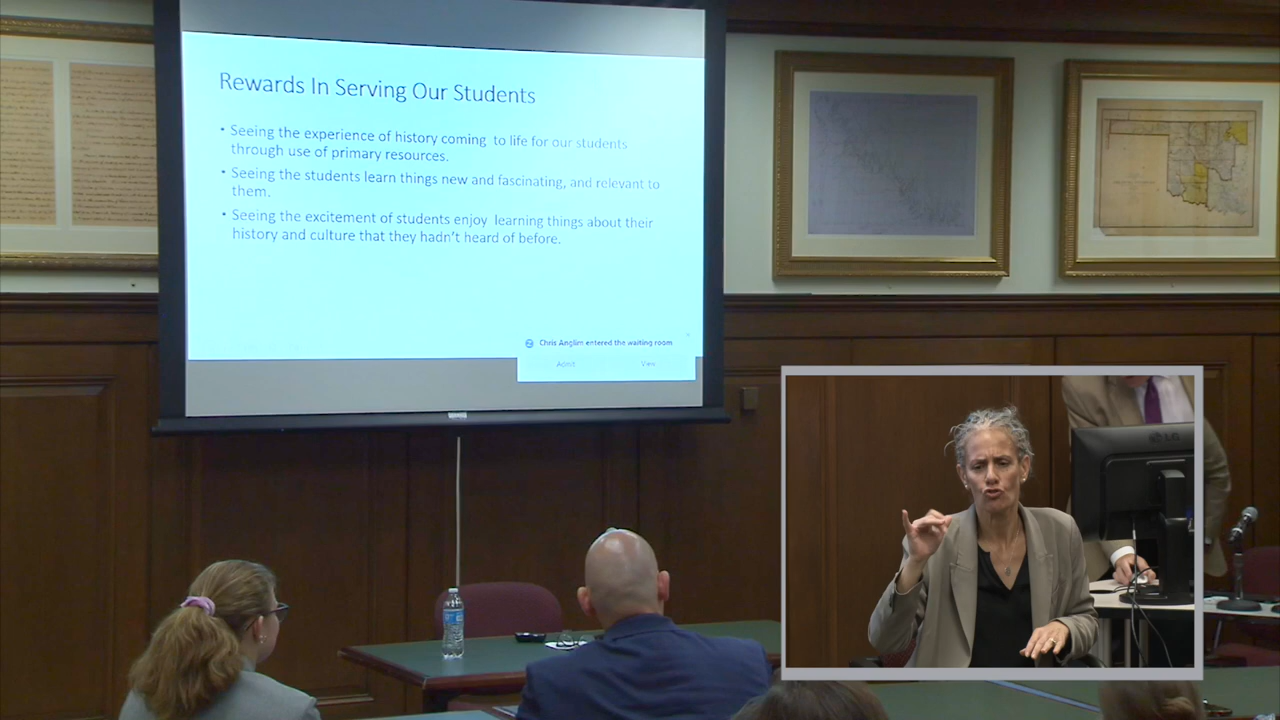 Rewards In Serving Our Students
• Seeing the experience of history coming to life for our students
through use of primary resources.
• Seeing the students learn things new and fascinating, and relevant to
them.
• Seeing the excitement of students enjoy learning things about their
history and culture that they hadn't heard of before.
Chris Anglim entered the waiting room
Admit View
LG